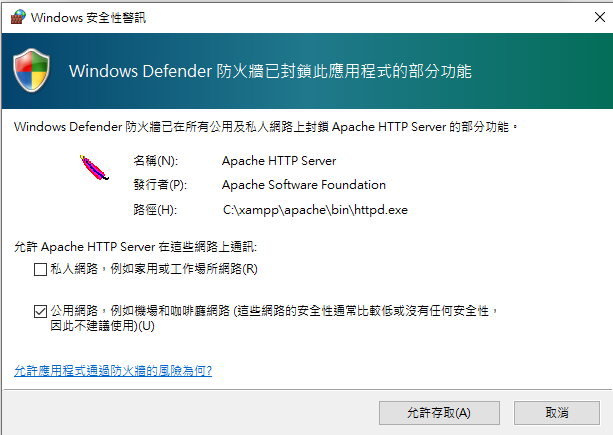 Windows 安全性警訊
Windows Defender 防火牆已封鎖此應用程式的部分功能
Windows Defender 防火牆已在所有公用及私人網路上封鎖 Apache HTTP Server 的部分功能。
名稱(N): Apache HTTP Server
發行者(P): Apache Software Foundation
路徑(H): C:\xampp\apache\bin\httpd.exe
允許 Apache HTTP Server 在這些網路上通訊:
私人網路，例如家用或工作場所網路(R)
公用網路，例如機場和咖啡廳網路 (這些網路的安全性通常比較低或沒有任何安全性，
因此不建議使用)(U)
允許應用程式通過防火牆的風險為何?
允許存取(A) 取消